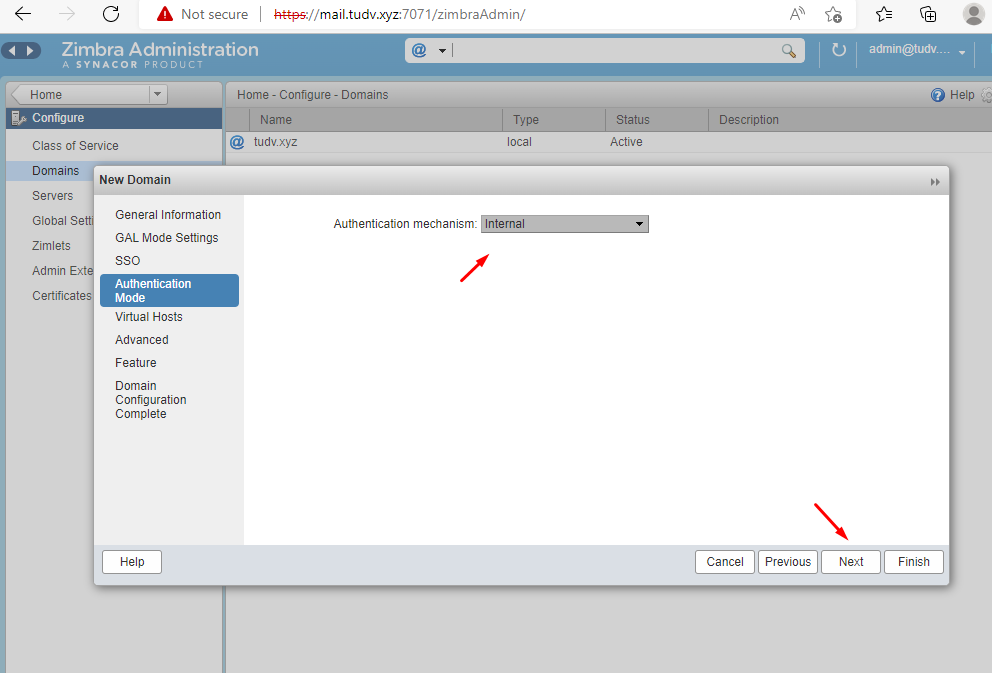 Not secure
https://mail.tudv.xyz:7071/zimbraAdmin/
Zimbra Administration
A SYNACOR PRODUCT
@
admin@tudv....
Home
Home - Configure - Domains
Help
Configure
Name Type Status Description
Class of Service
@ tudv.xyz local Active
Domains
Servers
Global Setti
Zimlets
Admin Exte
Certificates
New Domain
General Information
GAL Mode Settings
SSO
Authentication
Mode
Virtual Hosts
Advanced
Feature
Domain
Configuration
Complete
Authentication mechanism: Internal
Help
Cancel Previous Next Finish